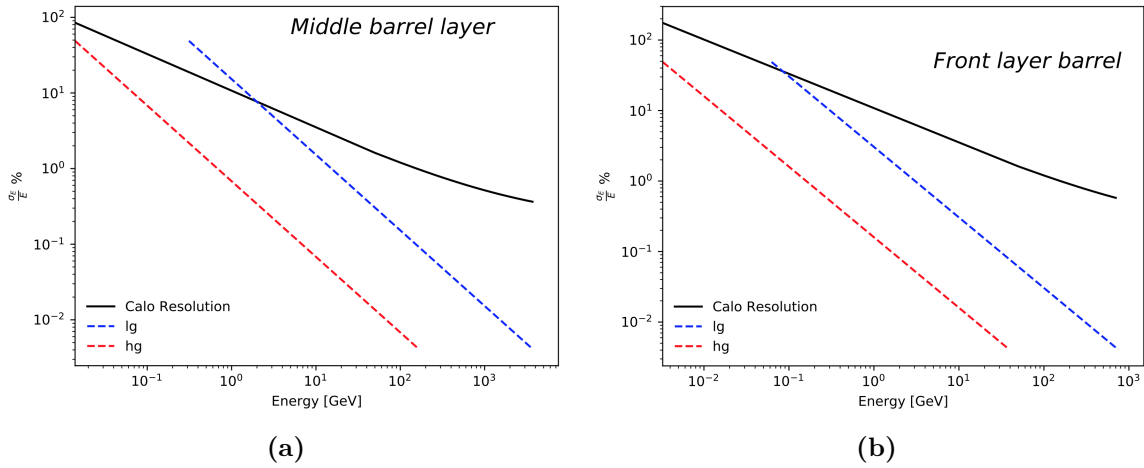 Middle barrel layer
10²
10¹
10⁰
10⁻¹
10⁻²
σ_E/E %
Calo Resolution
lg
hg
10⁻¹ 10⁰ 10¹ 10² 10³
Energy [GeV]
(a)
Front layer barrel
10²
10¹
10⁰
10⁻¹
10⁻²
σ_E/E %
Calo Resolution
lg
hg
10⁻² 10⁻¹ 10⁰ 10¹ 10² 10³
Energy [GeV]
(b)